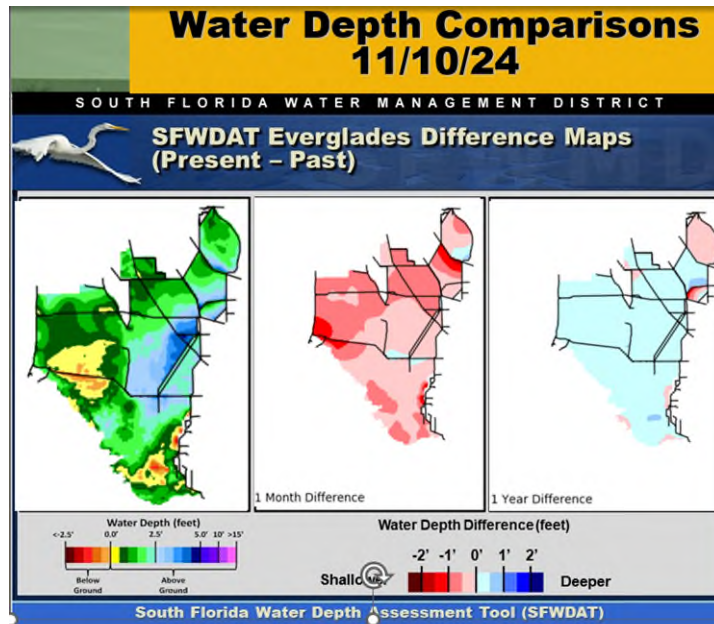 Water Depth Comparisons
11/10/24
SOUTH FLORIDA WATER MANAGEMENT DISTRICT
SFWDAT Everglades Difference Maps
(Present – Past)
1 Month Difference
1 Year Difference
Water Depth (feet)
<-2.5' 0.0' 2.5' 5.0' 10' >15'
Below
Ground
Above
Ground
Water Depth Difference (feet)
-2' -1' 0' 1' 2'
Deeper
South Florida Water Depth Assessment Tool (SFWDAT)